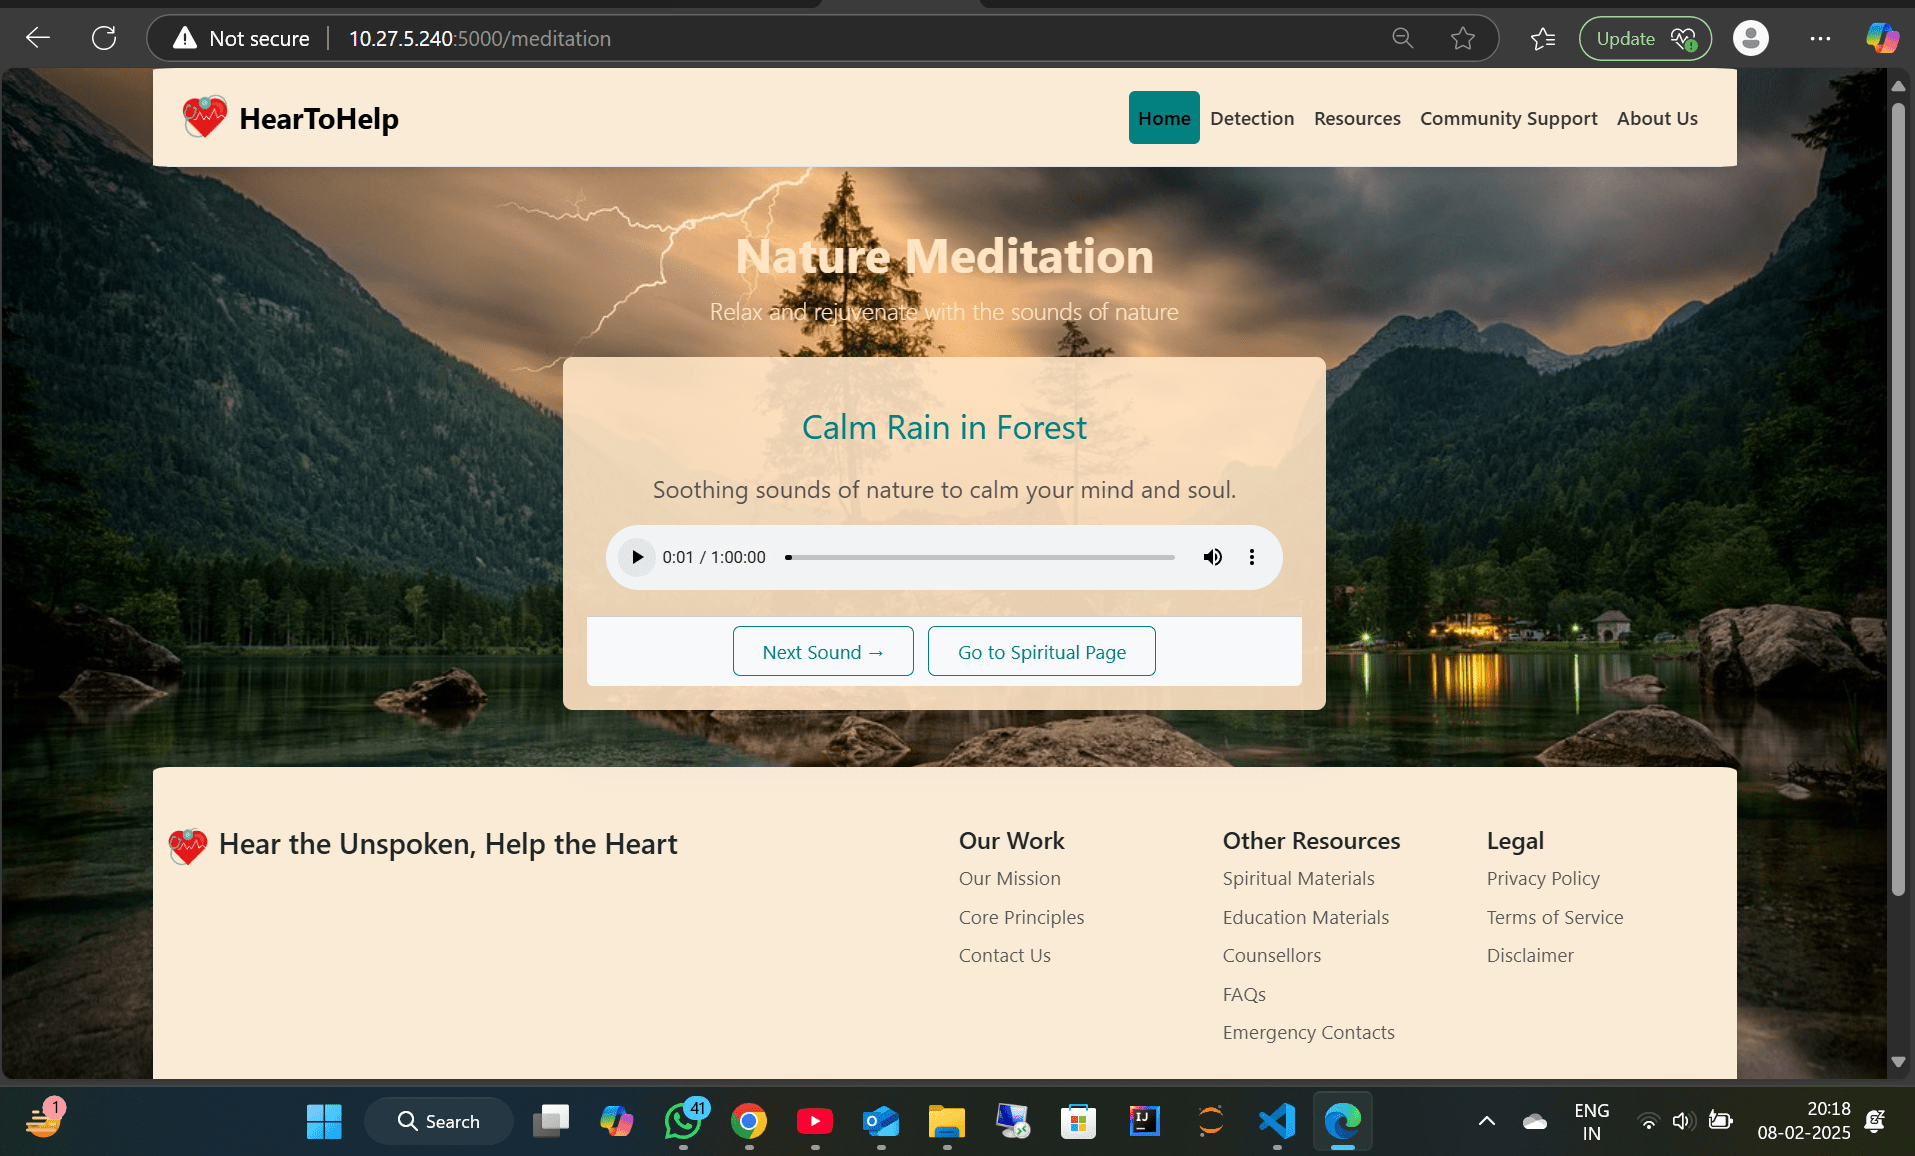 Not secure
10.27.5.240:5000/meditation
Update
HearToHelp
Home Detection Resources Community Support About Us
Nature Meditation
Relax and rejuvenate with the sounds of nature
Calm Rain in Forest
Soothing sounds of nature to calm your mind and soul.
0:01 / 1:00:00
Next Sound →
Go to Spiritual Page
Hear the Unspoken, Help the Heart
Our Work
Our Mission
Core Principles
Contact Us
Other Resources
Spiritual Materials
Education Materials
Counsellors
FAQs
Emergency Contacts
Legal
Privacy Policy
Terms of Service
Disclaimer
1
Search
41
IJ
ENG
IN
20:18
08-02-2025